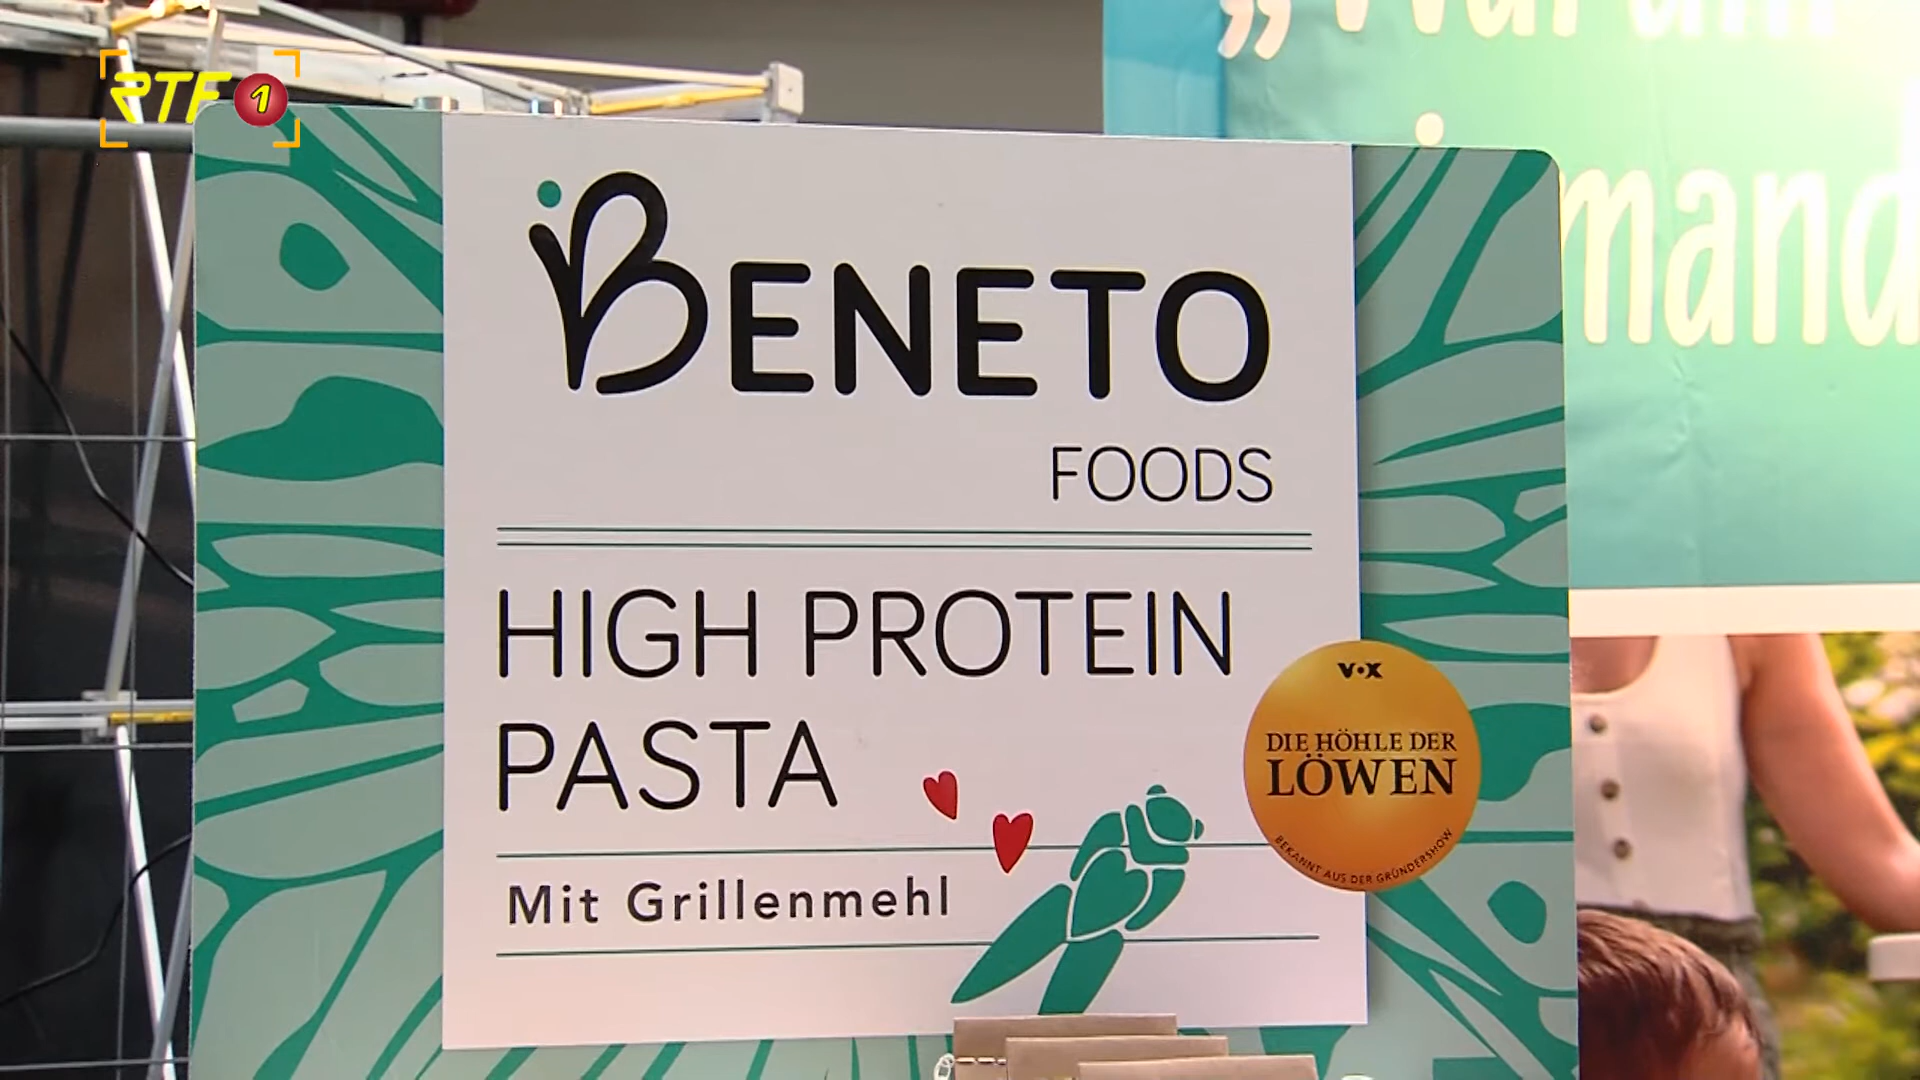 RTF 1
BENETO
FOODS
HIGH PROTEIN
PASTA
Mit Grillenmehl
VOX
DIE HÖHLE DER
LÖWEN
BEKANNT AUS DER GRÜNDERSHOW